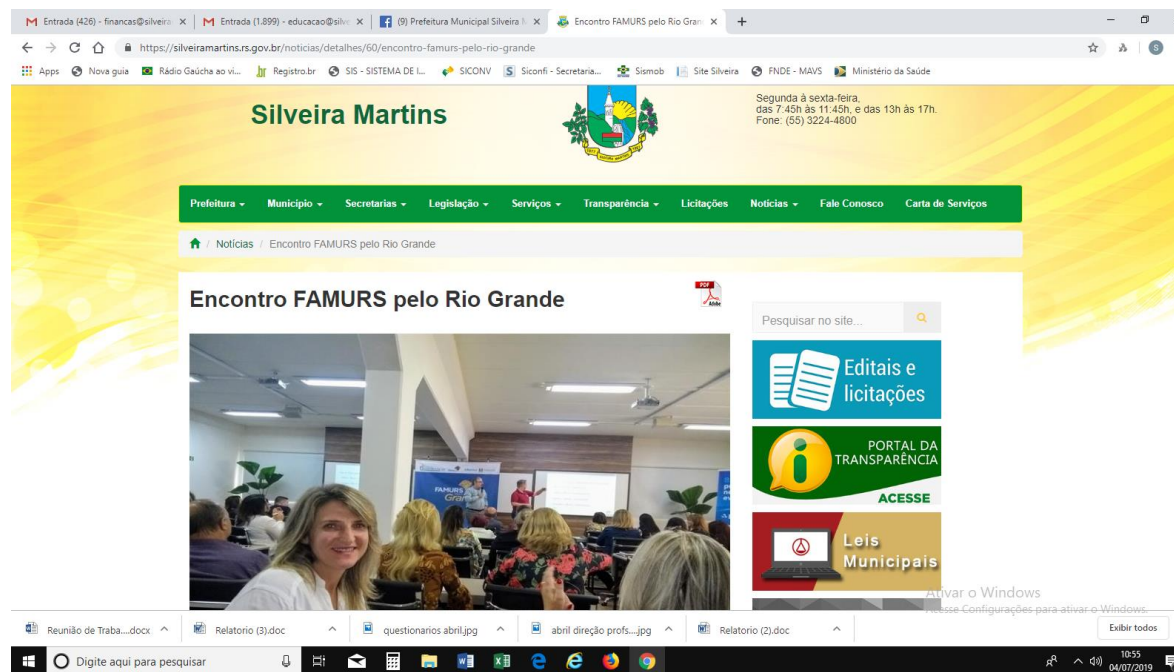 Entrada (426) - financas@silveira
Entrada (1.899) - educacao@silve
(9) Prefeitura Municipal Silveira M
Encontro FAMURS pelo Rio Gran
https://silveiramartins.rs.gov.br/noticias/detalhes/60/encontro-famurs-pelo-rio-grande
Apps Nova guia Rádio Gaúcha ao vi... Registro.br SIS - SISTEMA DE I... SICONV Siconfi - Secretaria... Sismob Site Silveira FNDE - MAVS Ministério da Saúde
Silveira Martins
Segunda à sexta-feira,
das 7:45h às 11:45h, e das 13h às 17h.
Fone: (55) 3224-4800
Prefeitura Municipio Secretarias Legislação Serviços Transparência Licitações Notícias Fale Conosco Carta de Serviços
/ Notícias / Encontro FAMURS pelo Rio Grande
Encontro FAMURS pelo Rio Grande
PDF
Adobe
Pesquisar no site...
Editais e
licitações
PORTAL DA
TRANSPARÊNCIA
ACESSE
Leis
Municipais
FAMURS
Ativar o Windows
Acesse Configurações para ativar o Windows.
Reunião de Traba....docx
Relatorio (3).doc
questionarios abril.jpg
abril direção profs....jpg
Relatorio (2).doc
Exibir todos
Digite aqui para pesquisar
10:55
04/07/2019